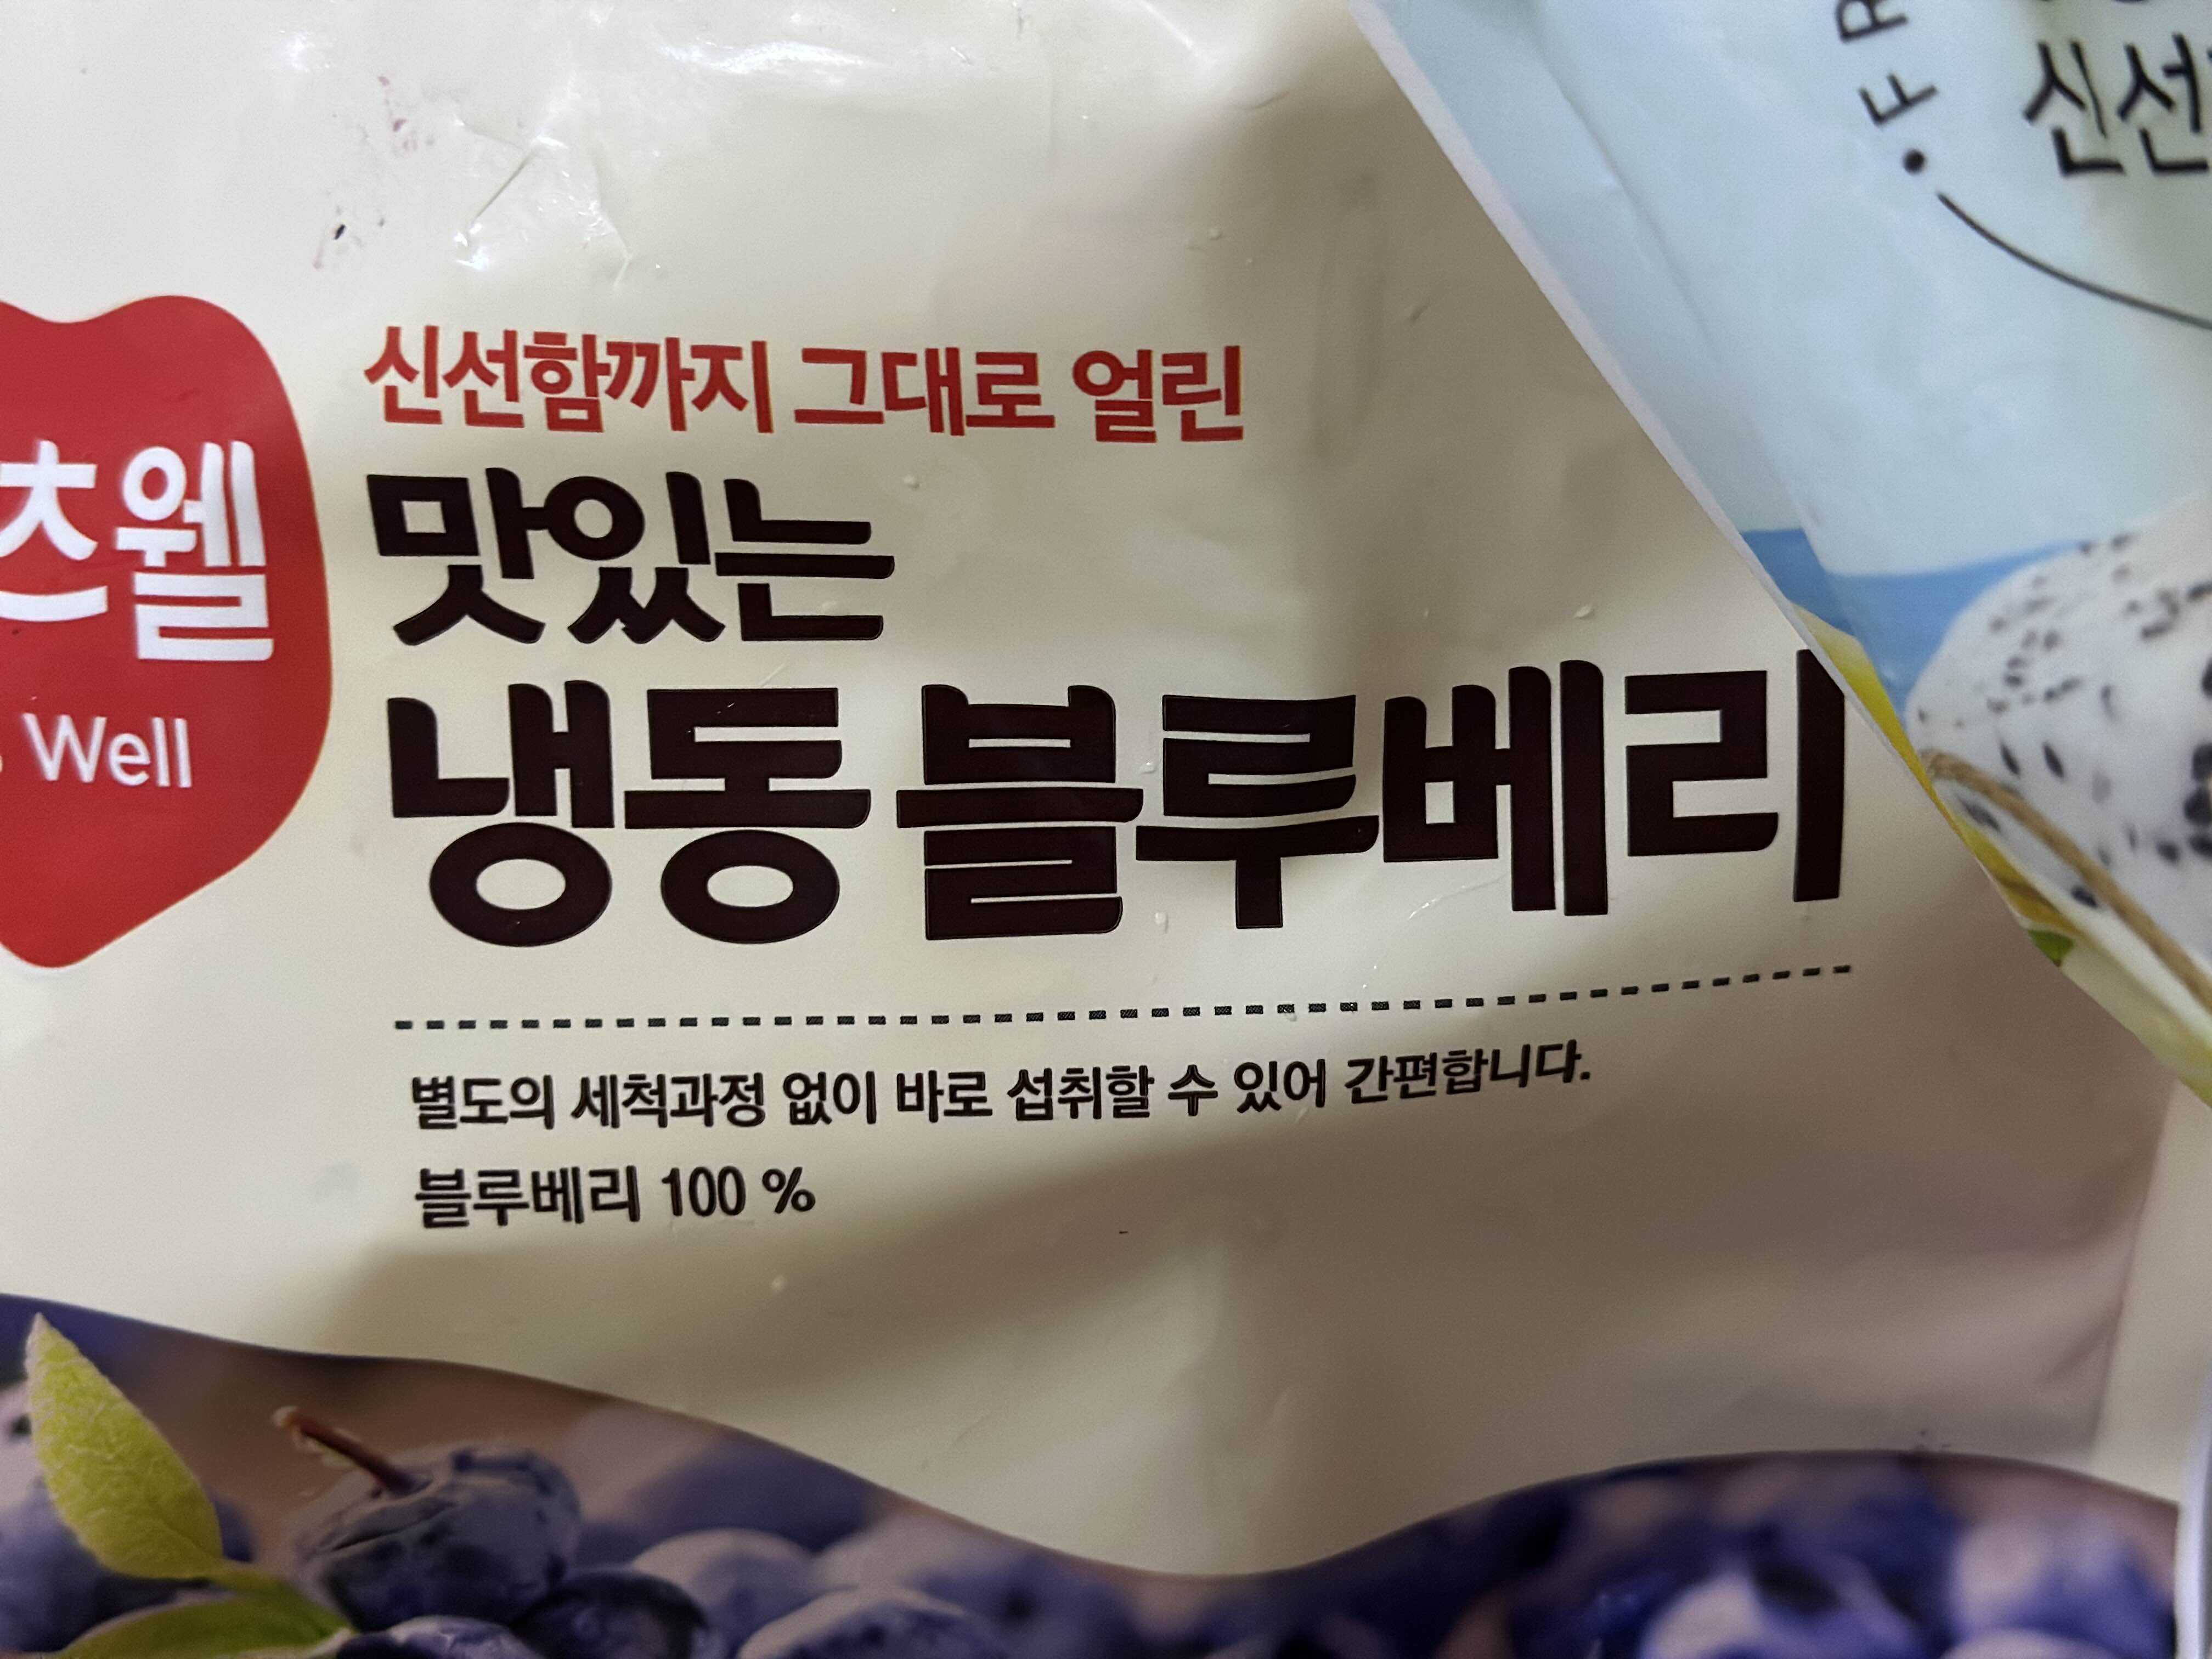 신선함까지 그대로 얼린
맛있는
냉동 블루베리
별도의 세척과정 없이 바로 섭취할 수 있어 간편합니다.
블루베리 100 %
츠웰
Well
신선
FR